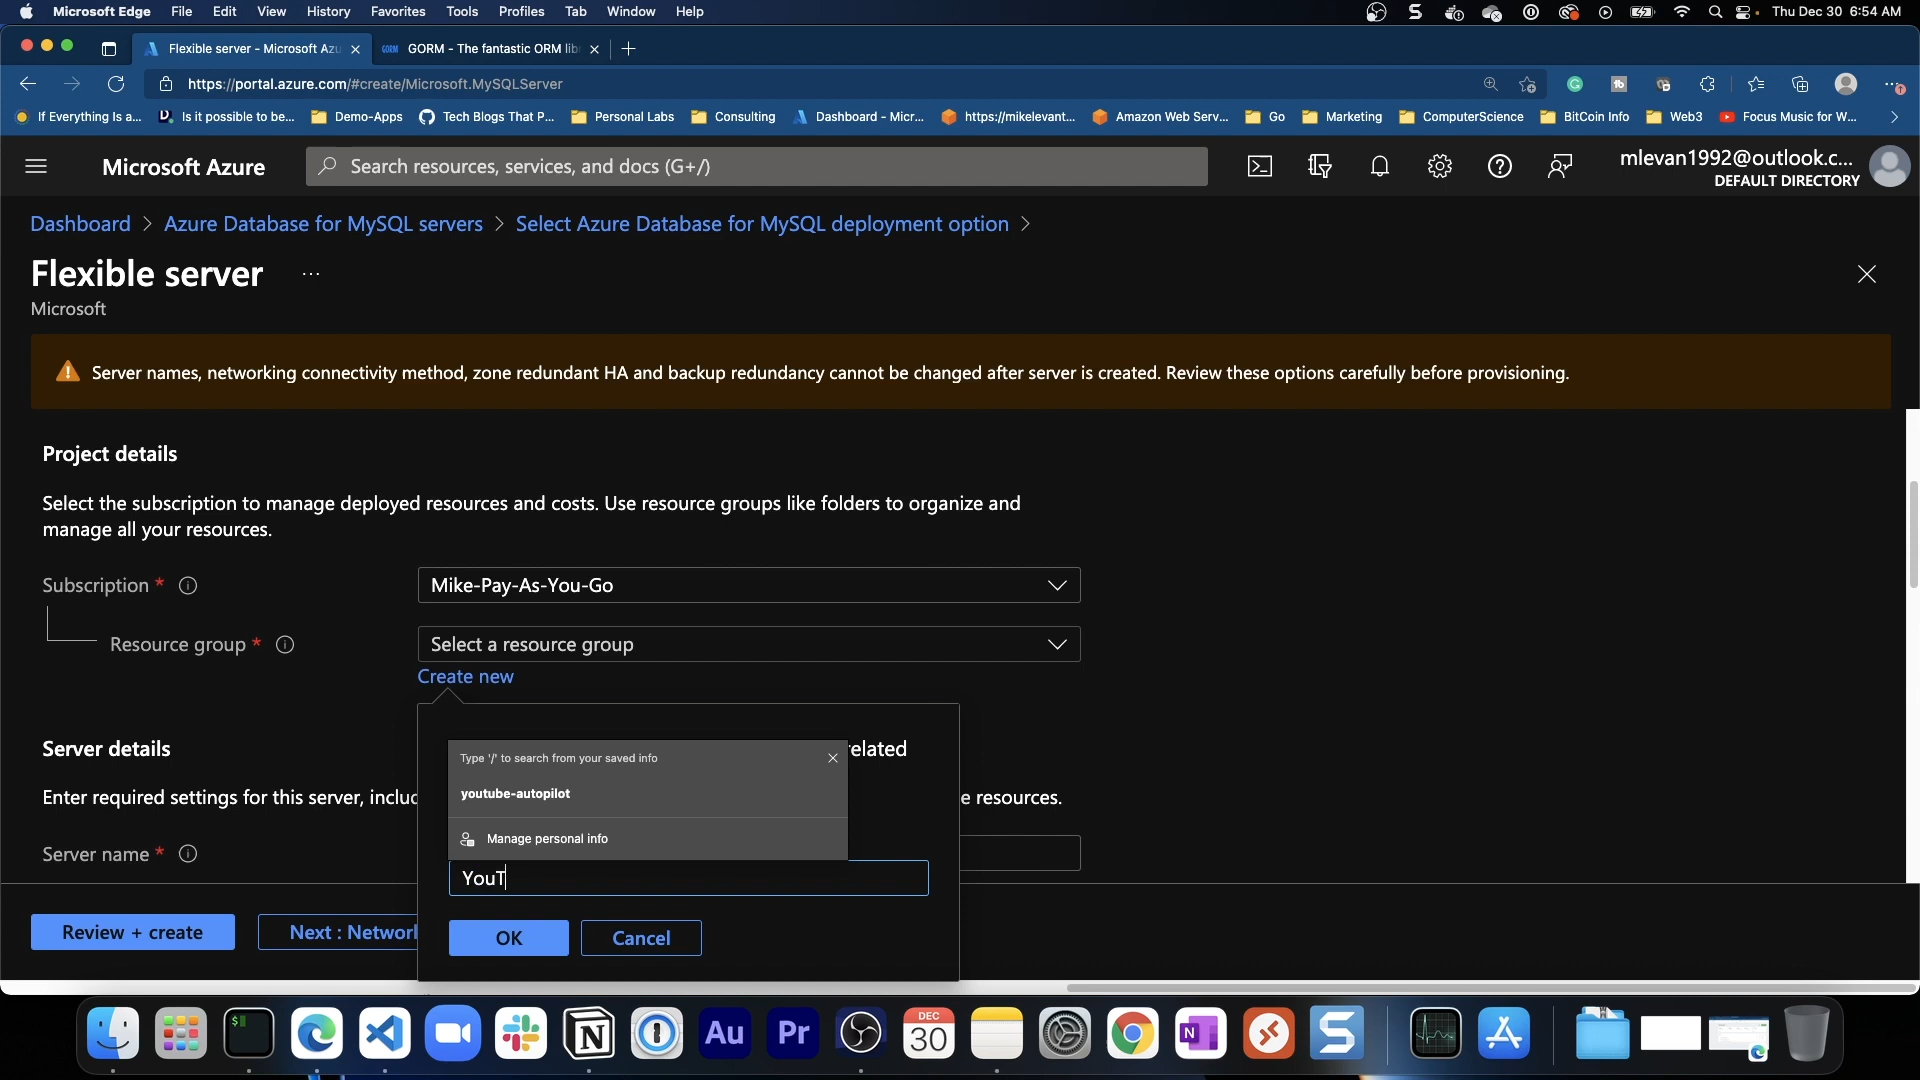 Microsoft Edge File Edit View History Favorites Tools Profiles Tab Window Help Thu Dec 30 6:54 AM
Flexible server - Microsoft Azu GORM - The fantastic ORM lib
https://portal.azure.com/#create/Microsoft.MySQLServer
If Everything Is a... Is it possible to be... Demo-Apps Tech Blogs That P... Personal Labs Consulting Dashboard - Micr... https://mikelevant... Amazon Web Serv... Go Marketing ComputerScience BitCoin Info Web3 Focus Music for W...
Microsoft Azure Search resources, services, and docs (G+/) mlevan1992@outlook.c...
DEFAULT DIRECTORY
Dashboard > Azure Database for MySQL servers > Select Azure Database for MySQL deployment option >
Flexible server ...
Microsoft
Server names, networking connectivity method, zone redundant HA and backup redundancy cannot be changed after server is created. Review these options carefully before provisioning.
Project details
Select the subscription to manage deployed resources and costs. Use resource groups like folders to organize and
manage all your resources.
Subscription * Mike-Pay-As-You-Go
Resource group * Select a resource group
Create new
Server details elated
Type '/' to search from your saved info
youtube-autopilot
Enter required settings for this server, incluc e resources.
Manage personal info
Server name *
YouT
Review + create Next : Networl OK Cancel
$ N Au Pr DEC 30 N S